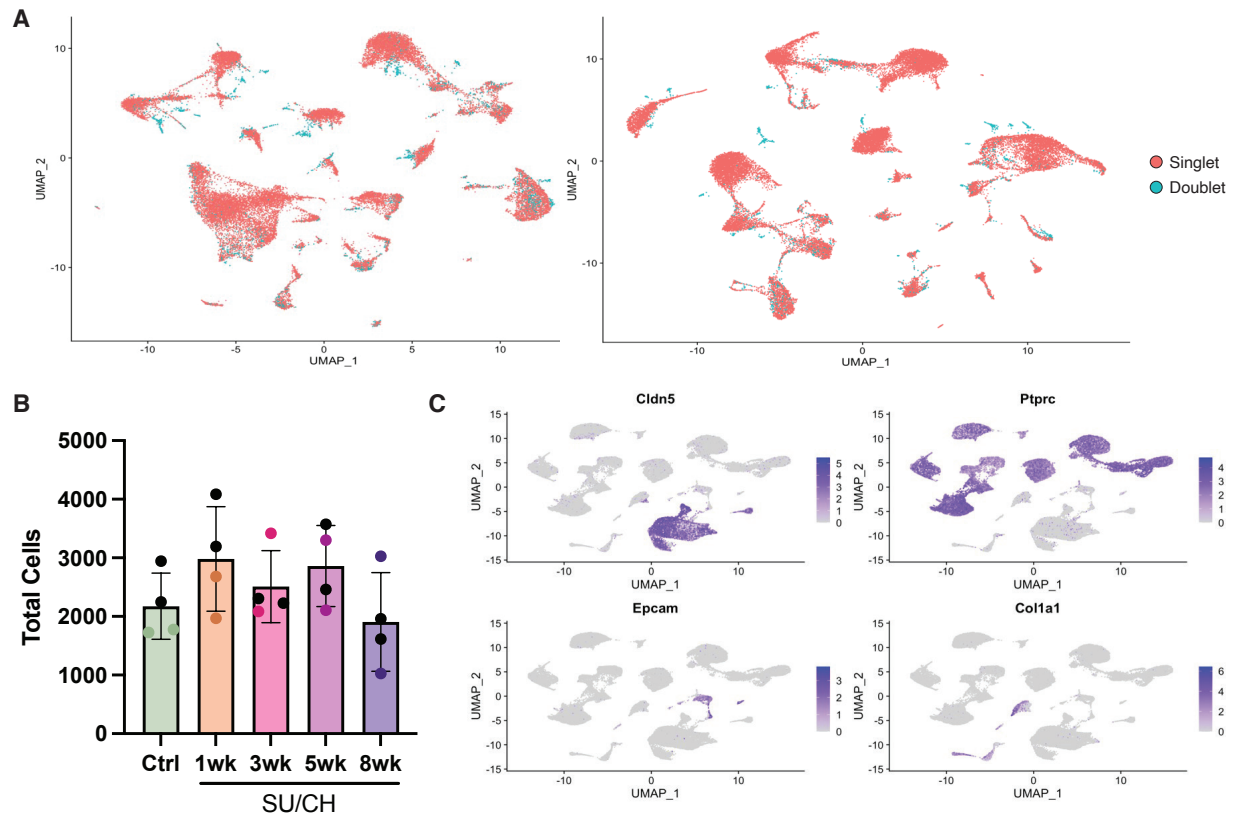 A
10
0
-10
UMAP_2
-10
-5
0
5
10
UMAP_1
10
0
-10
UMAP_2
-10
0
10
UMAP_1
Singlet
Doublet
B
5000
4000
3000
2000
1000
0
Total Cells
Ctrl 1wk 3wk 5wk 8wk
SU/CH
C
Cldn5
15
10
5
0
-5
-10
-15
UMAP_2
-10 0 10
UMAP_1
5
4
3
2
1
0
Ptprc
15
10
5
0
-5
-10
-15
UMAP_2
-10 0 10
UMAP_1
4
3
2
1
0
Epcam
15
10
5
0
-5
-10
-15
UMAP_2
-10 0 10
UMAP_1
3
2
1
0
Col1a1
15
10
5
0
-5
-10
-15
UMAP_2
-10 0 10
UMAP_1
6
4
2
0